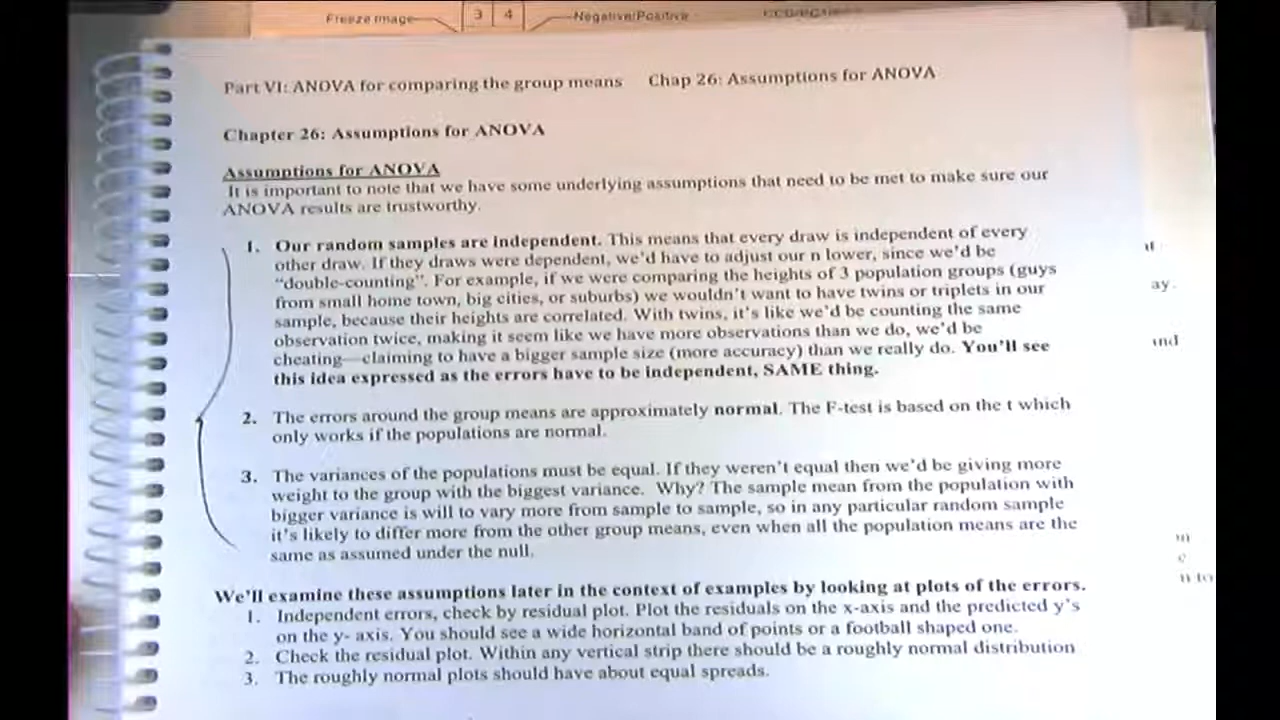 Freeze Image
3 4
Negative/Positive
Part VI: ANOVA for comparing the group means Chap 26: Assumptions for ANOVA
Chapter 26: Assumptions for ANOVA
Assumptions for ANOVA
It is important to note that we have some underlying assumptions that need to be met to make sure our
ANOVA results are trustworthy.
1. Our random samples are independent. This means that every draw is independent of every
other draw. If they draws were dependent, we'd have to adjust our n lower, since we'd be
"double-counting". For example, if we were comparing the heights of 3 population groups (guys
from small home town, big cities, or suburbs) we wouldn't want to have twins or triplets in our
sample, because their heights are correlated. With twins, it's like we'd be counting the same
observation twice, making it seem like we have more observations than we do, we'd be
cheating—claiming to have a bigger sample size (more accuracy) than we really do. You'll see
this idea expressed as the errors have to be independent, SAME thing.
2. The errors around the group means are approximately normal. The F-test is based on the t which
only works if the populations are normal.
3. The variances of the populations must be equal. If they weren't equal then we'd be giving more
weight to the group with the biggest variance. Why? The sample mean from the population with
bigger variance is will to vary more from sample to sample, so in any particular random sample
it's likely to differ more from the other group means, even when all the population means are the
same as assumed under the null.
We'll examine these assumptions later in the context of examples by looking at plots of the errors.
1. Independent errors, check by residual plot. Plot the residuals on the x-axis and the predicted y's
on the y- axis. You should see a wide horizontal band of points or a football shaped one.
2. Check the residual plot. Within any vertical strip there should be a roughly normal distribution
3. The roughly normal plots should have about equal spreads.
ay.